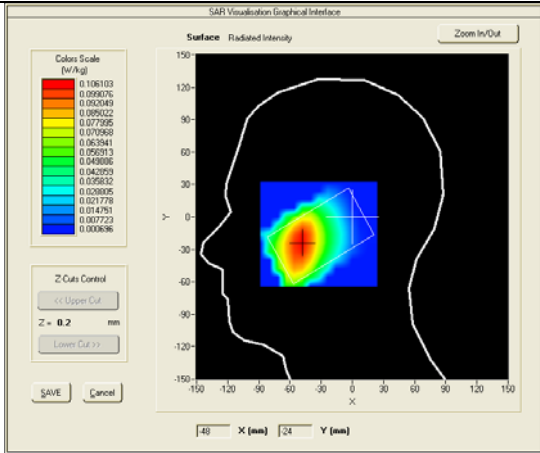 SAR Visualisation Graphical Interface
Surface Radiated Intensity
Zoom In/Out
Colors Scale
(W/kg)
0.106103
0.099076
0.092049
0.085022
0.077995
0.070968
0.063941
0.056913
0.049886
0.042859
0.035832
0.028805
0.021778
0.014751
0.007723
0.000696
Z Cuts Control
<< Upper Cut
Z = 0.2 mm
Lower Cut >>
SAVE
Cancel
150
120
90
60
30
0
-30
-60
-90
-120
-150
Y
-150 -120 -90 -60 -30 0 30 60 90 120 150
X
-48 X (mm) -24 Y (mm)